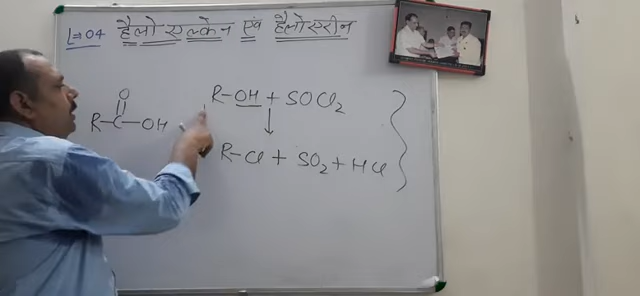 L=04 हैलोएल्केन एवं हैलोएरीन
R-OH + SOCl2
↓
R-Cl + SO2 + HCl
O
||
R-C-OH